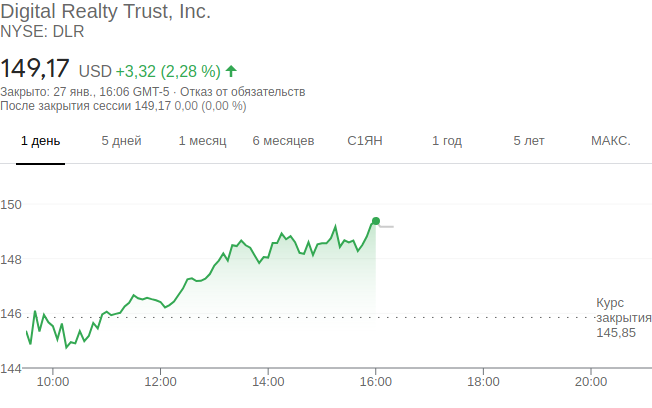 Digital Realty Trust, Inc.
NYSE: DLR
149,17 USD +3,32 (2,28 %)
Закрыто: 27 янв., 16:06 GMT-5 · Отказ от обязательств
После закрытия сессии 149,17 0,00 (0,00 %)
1 день 5 дней 1 месяц 6 месяцев С1ЯН 1 год 5 лет МАКС.
150
148
146
Курс
закрытия
145,85
144
10:00 12:00 14:00 16:00 18:00 20:00